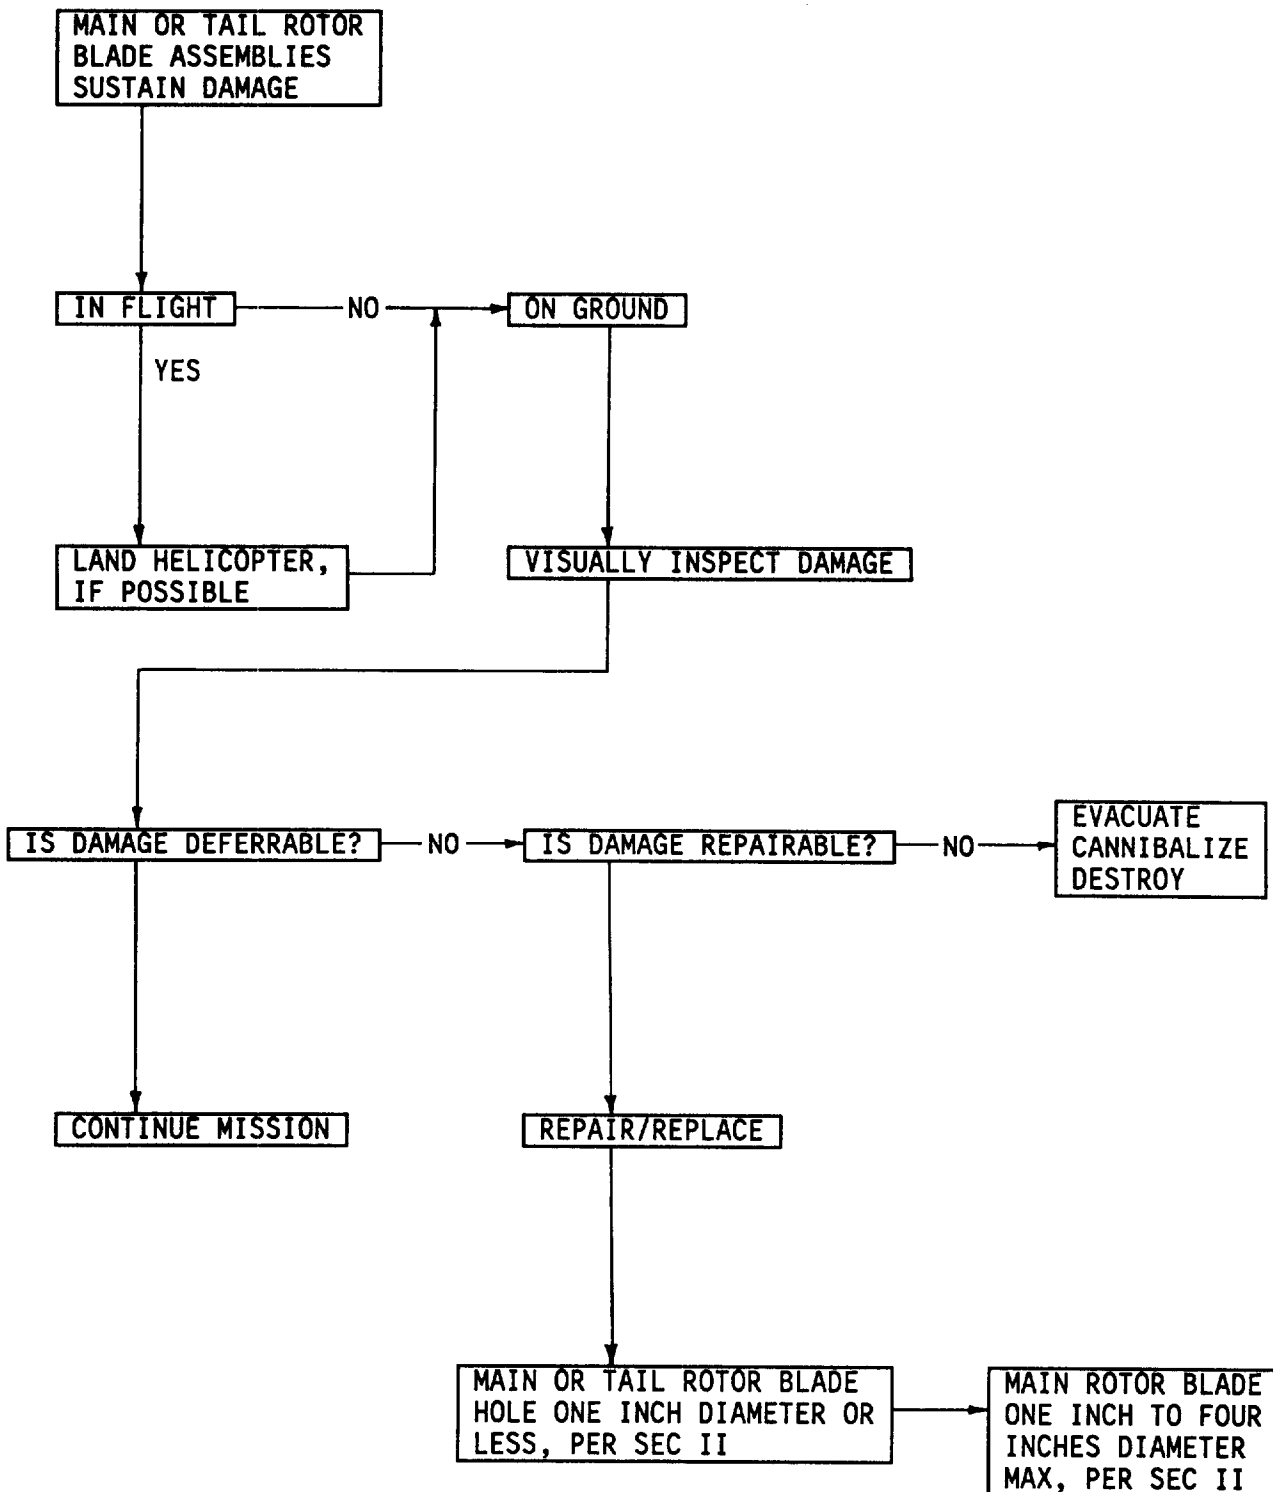 MAIN OR TAIL ROTOR
BLADE ASSEMBLIES
SUSTAIN DAMAGE
IN FLIGHT
NO
ON GROUND
YES
LAND HELICOPTER,
IF POSSIBLE
VISUALLY INSPECT DAMAGE
IS DAMAGE DEFERRABLE?
NO
IS DAMAGE REPAIRABLE?
NO
EVACUATE
CANNIBALIZE
DESTROY
CONTINUE MISSION
REPAIR/REPLACE
MAIN OR TAIL ROTOR BLADE
HOLE ONE INCH DIAMETER OR
LESS, PER SEC II
MAIN ROTOR BLADE
ONE INCH TO FOUR
INCHES DIAMETER
MAX, PER SEC II